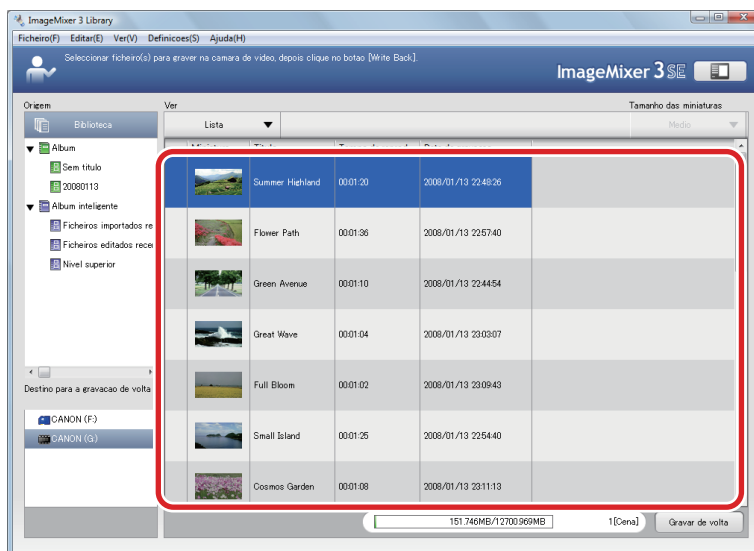 ImageMixer 3 Library
Ficheiro(F) Editar(E) Ver(V) Definicoes(S) Ajuda(H)
Seleccionar ficheiro(s) para graver na camara de video, depois clique no botao [Write Back].
ImageMixer 3 SE
Origem Ver Tamanho das miniaturas
Biblioteca Lista Medio
Album
Sem titulo
20080113
Album inteligente
Ficheiros importados re
Ficheiros editados recer
Nivel superior
Summer Highland 00:01:20 2008/01/13 22:48:26
Flower Path 00:01:36 2008/01/13 22:57:40
Green Avenue 00:01:10 2008/01/13 22:44:54
Great Wave 00:01:04 2008/01/13 23:03:07
Full Bloom 00:01:02 2008/01/13 23:09:43
Small Island 00:01:25 2008/01/13 22:54:40
Cosmos Garden 00:01:08 2008/01/13 23:11:13
Destino para a gravacao de volta
CANON (F:)
CANON (G:)
151.746MB/12700.969MB 1[Cena] Gravar de volta